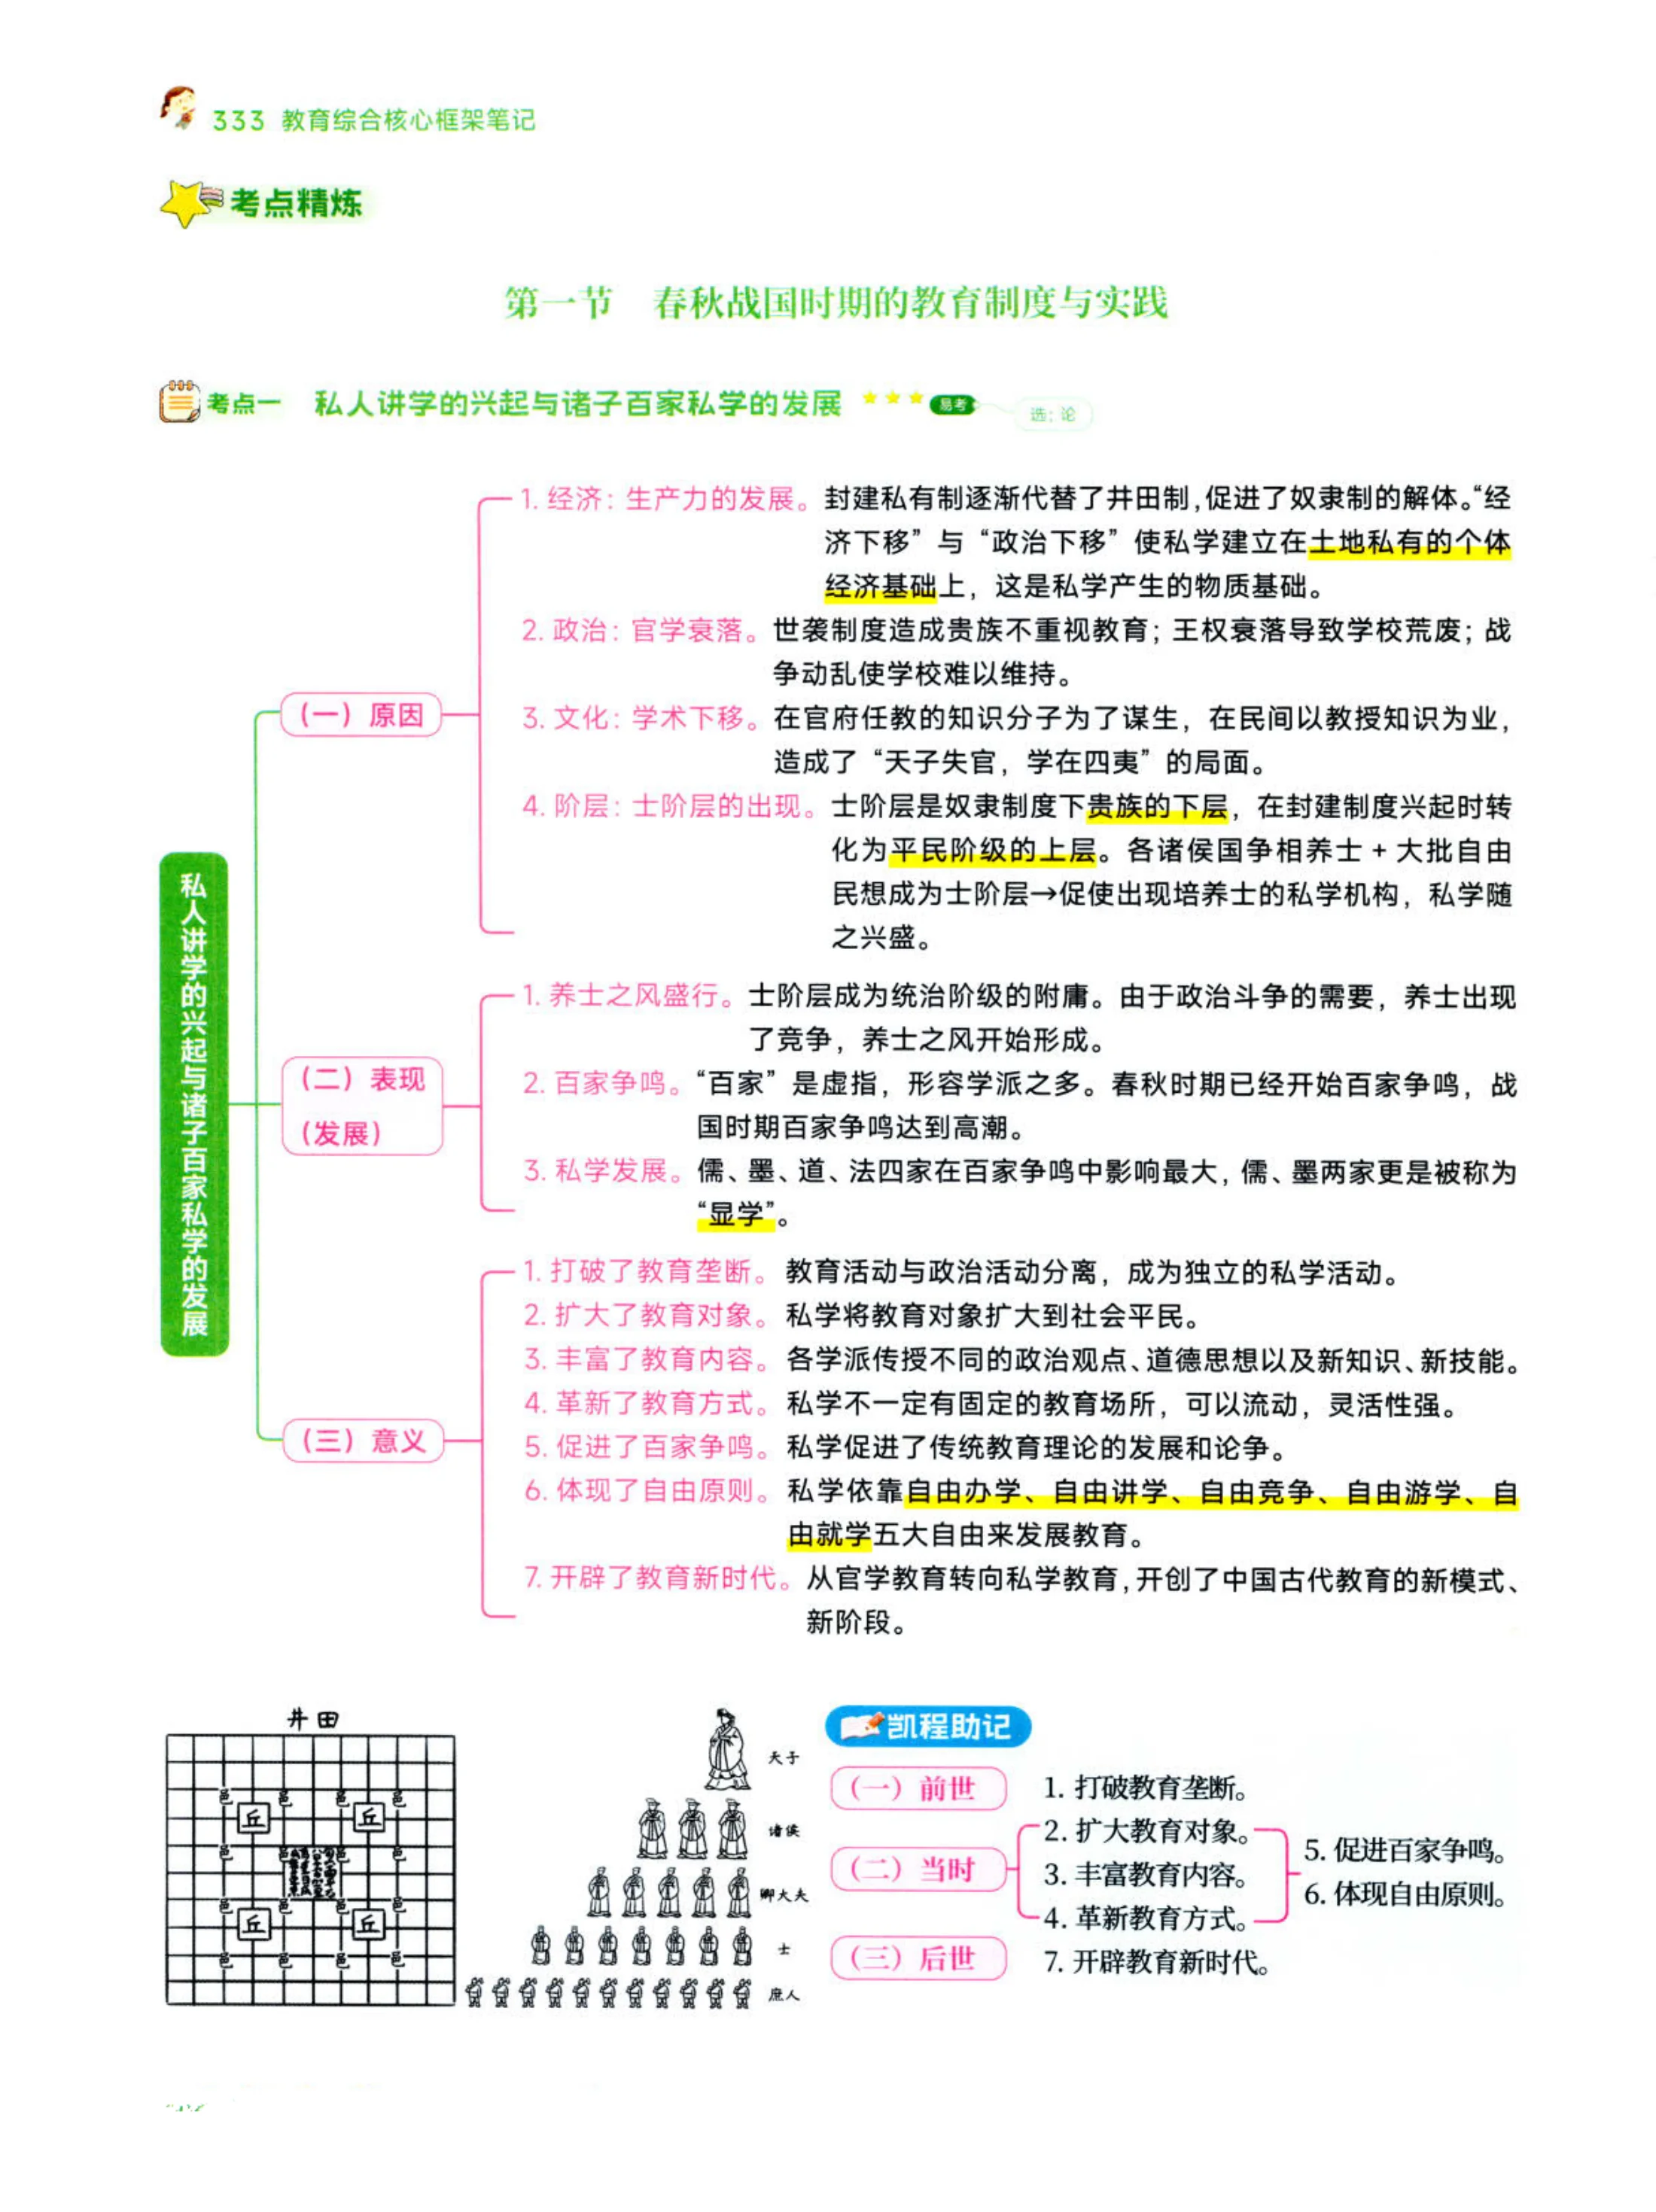 333 教育综合核心框架笔记
考点精炼
第一节 春秋战国时期的教育制度与实践
考点一 私人讲学的兴起与诸子百家私学的发展 易考 选；论
私人讲学的兴起与诸子百家私学的发展
（一）原因
1. 经济：生产力的发展。封建私有制逐渐代替了井田制，促进了奴隶制的解体。“经
济下移”与“政治下移”使私学建立在土地私有的个体
经济基础上，这是私学产生的物质基础。
2. 政治：官学衰落。世袭制度造成贵族不重视教育；王权衰落导致学校荒废；战
争动乱使学校难以维持。
3. 文化：学术下移。在官府任教的知识分子为了谋生，在民间以教授知识为业，
造成了“天子失官，学在四夷”的局面。
4. 阶层：士阶层的出现。士阶层是奴隶制度下贵族的下层，在封建制度兴起时转
化为平民阶级的上层。各诸侯国争相养士 + 大批自由
民想成为士阶层→促使出现培养士的私学机构，私学随
之兴盛。
（二）表现
（发展）
1. 养士之风盛行。士阶层成为统治阶级的附庸。由于政治斗争的需要，养士出现
了竞争，养士之风开始形成。
2. 百家争鸣。“百家”是虚指，形容学派之多。春秋时期已经开始百家争鸣，战
国时期百家争鸣达到高潮。
3. 私学发展。儒、墨、道、法四家在百家争鸣中影响最大，儒、墨两家更是被称为
“显学”。
（三）意义
1. 打破了教育垄断。教育活动与政治活动分离，成为独立的私学活动。
2. 扩大了教育对象。私学将教育对象扩大到社会平民。
3. 丰富了教育内容。各学派传授不同的政治观点、道德思想以及新知识、新技能。
4. 革新了教育方式。私学不一定有固定的教育场所，可以流动，灵活性强。
5. 促进了百家争鸣。私学促进了传统教育理论的发展和论争。
6. 体现了自由原则。私学依靠自由办学、自由讲学、自由竞争、自由游学、自
由就学五大自由来发展教育。
7. 开辟了教育新时代。从官学教育转向私学教育，开创了中国古代教育的新模式、
新阶段。
井田
邑 邑 邑 邑
丘 丘
邑 邑 邑 邑
邑 邑 邑 邑
丘 丘
邑 邑 邑 邑
天子
诸侯
卿大夫
士
庶人
凯程助记
（一）前世
1. 打破教育垄断。
（二）当时
2. 扩大教育对象。
3. 丰富教育内容。
4. 革新教育方式。
5. 促进百家争鸣。
6. 体现自由原则。
（三）后世
7. 开辟教育新时代。